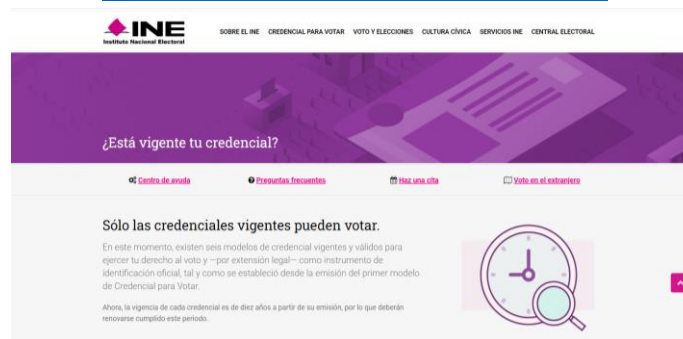 INE
Instituto Nacional Electoral
SOBRE EL INE CREDENCIAL PARA VOTAR VOTO Y ELECCIONES CULTURA CÍVICA SERVICIOS INE CENTRAL ELECTORAL
¿Está vigente tu credencial?
Centro de ayuda Preguntas frecuentes Haz una cita Voto en el extranjero
Sólo las credenciales vigentes pueden votar.
En este momento, existen seis modelos de credencial vigentes y válidos para
ejercer tu derecho al voto y —por extensión legal— como instrumento de
identificación oficial, tal y como se estableció desde la emisión del primer modelo
de Credencial para Votar.
Ahora, la vigencia de cada credencial es de diez años a partir de su emisión, por lo que deberán
renovarse cumplido este periodo.